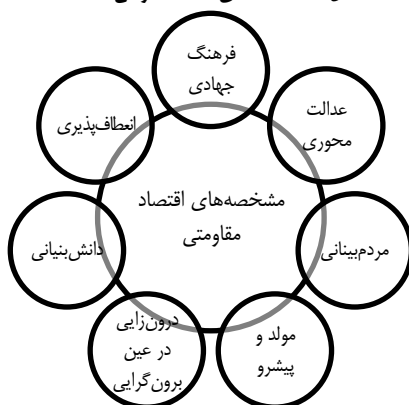 مشخصه‌های اقتصاد
مقاومتی
فرهنگ
جهادی
عدالت
محوری
مردم‌بینانی
مولد و
پیشرو
درون‌زایی
در عین
برون‌گرایی
دانش‌بنیانی
انعطاف‌پذیری